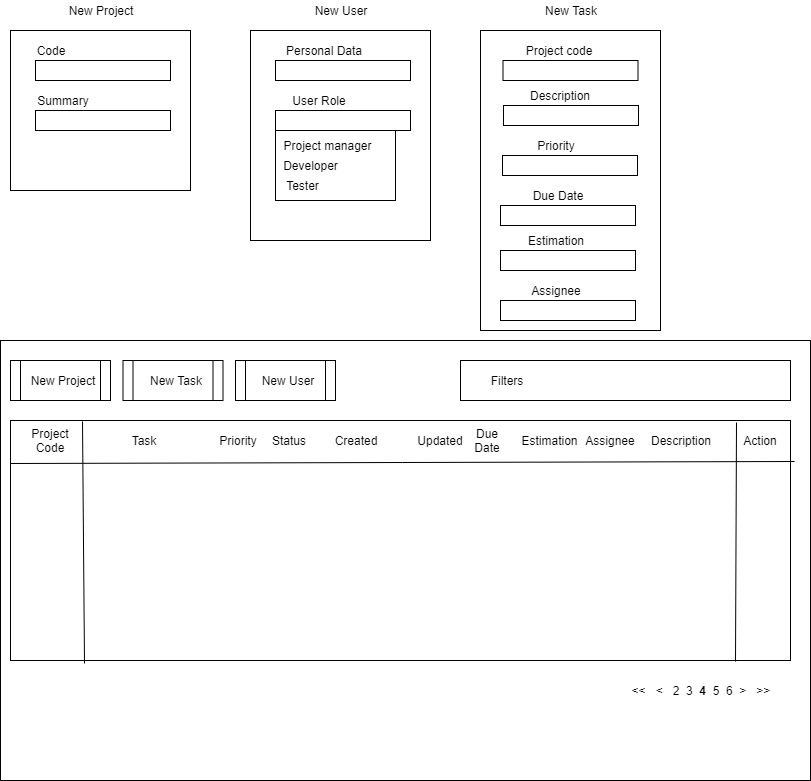 New Project
Code
Summary
New User
Personal Data
User Role
Project manager
Developer
Tester
New Task
Project code
Description
Priority
Due Date
Estimation
Assignee
New Project
New Task
New User
Filters
Project
Code
Task
Priority
Status
Created
Updated
Due
Date
Estimation
Assignee
Description
Action
<< < 2 3 4 5 6 > >>